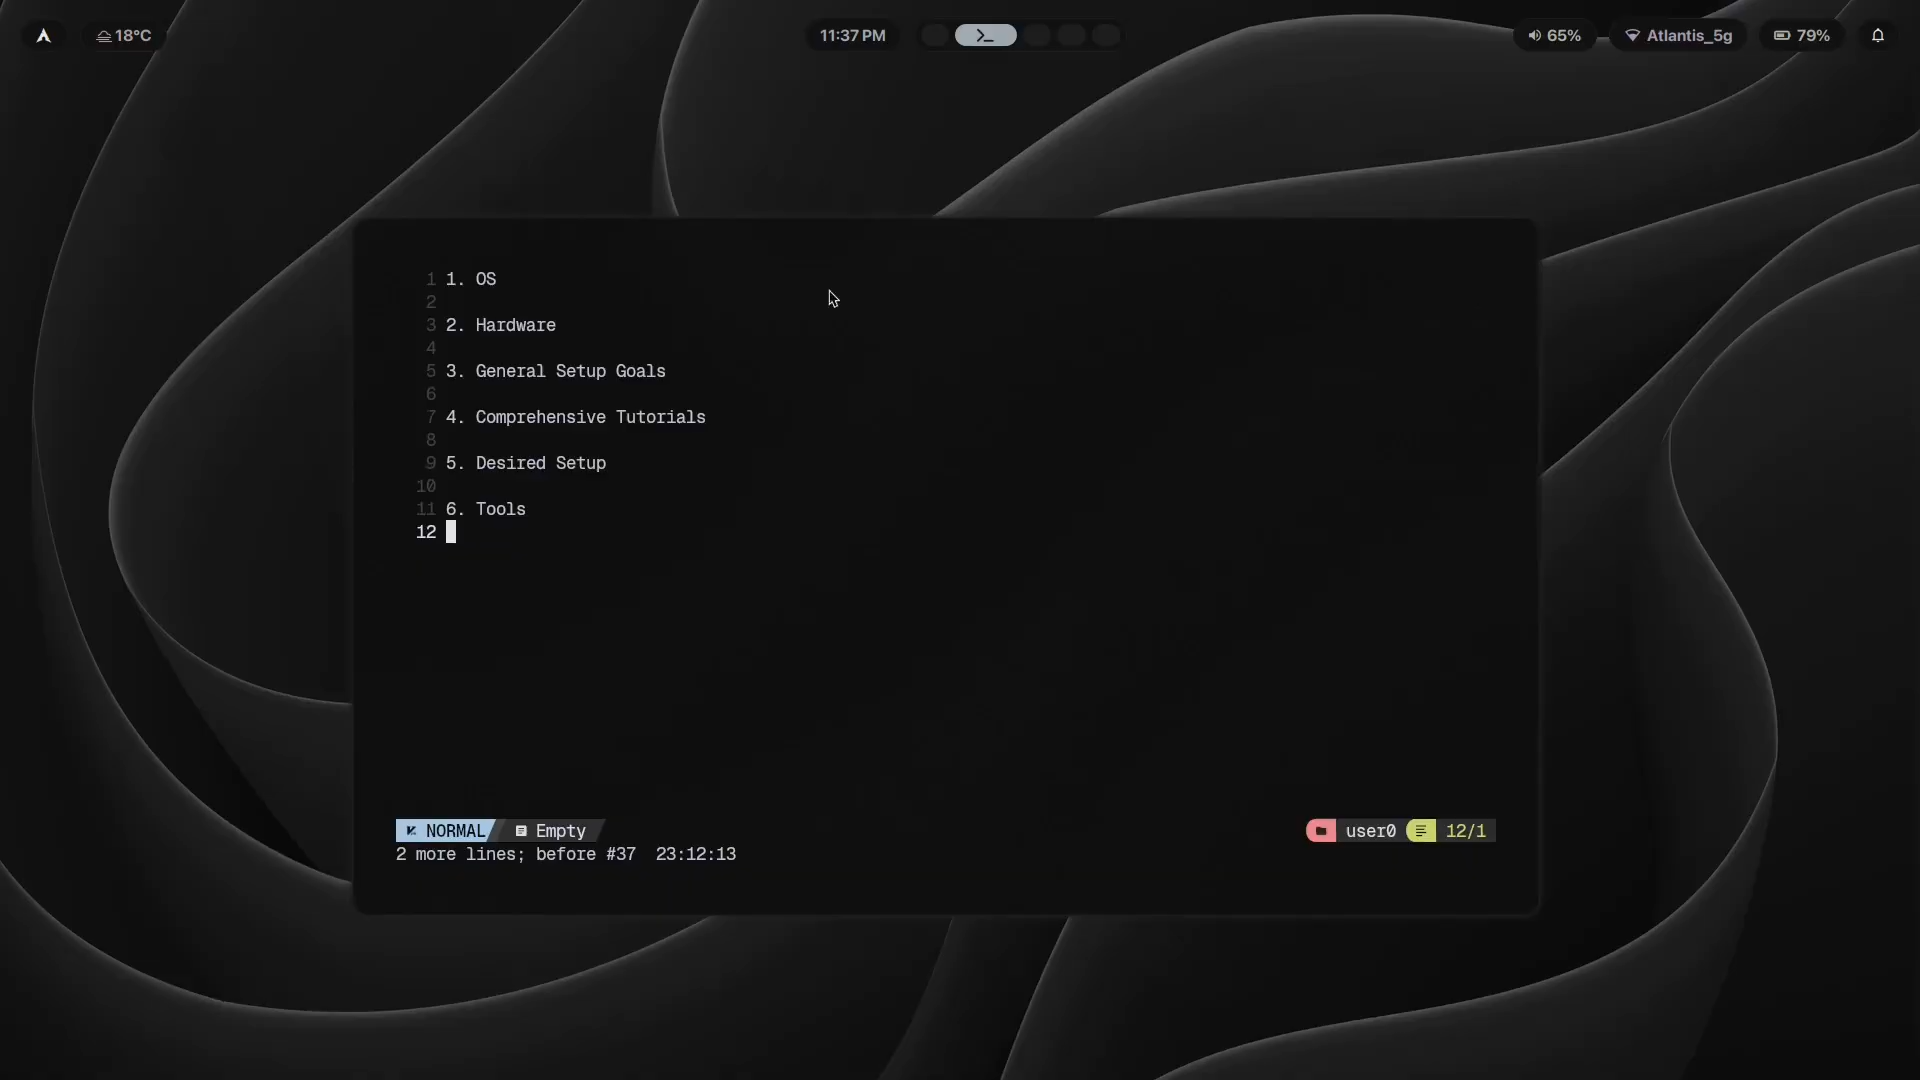 18°C
11:37 PM
65%
Atlantis_5g
79%
1 1. OS
2
3 2. Hardware
4
5 3. General Setup Goals
6
7 4. Comprehensive Tutorials
8
9 5. Desired Setup
10
11 6. Tools
12
NORMAL Empty user0 12/1
2 more lines; before #37 23:12:13